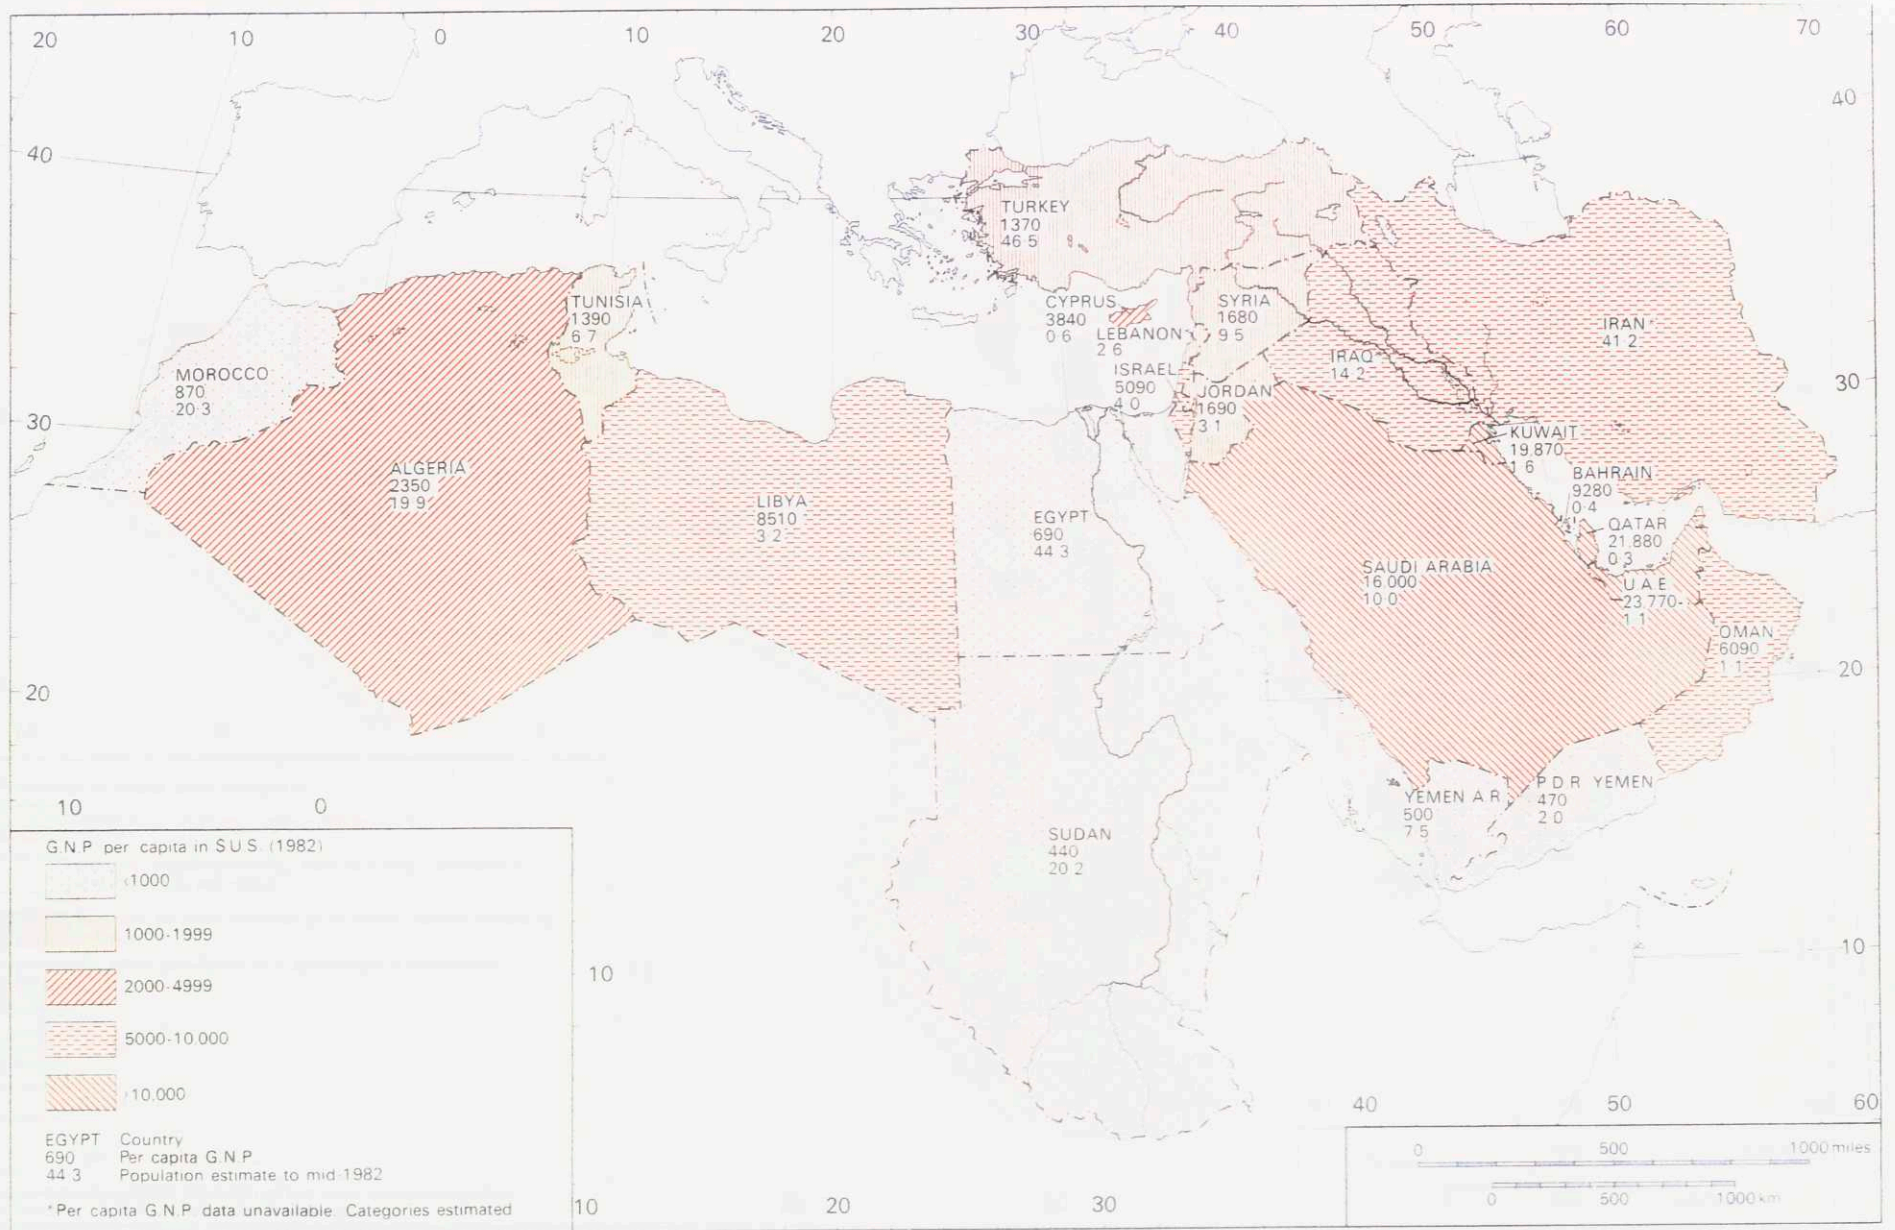 20 10 0 10 20 30 40 50 60 70
40
40
30
30
20
20
10
10
TURKEY
1370
46.5
TUNISIA
1390
6.7
CYPRUS
3840
0.6
LEBANON
2.6
SYRIA
1680
9.5
IRAN*
41.2
IRAQ*
14.2
MOROCCO
870
20.3
ISRAEL
5090
4.0
JORDAN
1690
3.1
KUWAIT
19,870
1.6
BAHRAIN
9280
0.4
ALGERIA
2350
19.9
LIBYA
8510
3.2
EGYPT
690
44.3
QATAR
21,880
0.3
SAUDI ARABIA
16,000
10.0
U.A.E.
23,770
1.1
OMAN
6090
1.1
YEMEN A.R.
500
7.5
P.D.R. YEMEN
470
2.0
SUDAN
440
20.2
10 0
G.N.P. per capita in $.U.S. (1982)
<1000
1000-1999
2000-4999
5000-10,000
>10,000
EGYPT Country
690 Per capita G.N.P.
44.3 Population estimate to mid-1982
*Per capita G.N.P. data unavailable. Categories estimated
10 20 30
40 50 60
0 500 1000 miles
0 500 1000 km